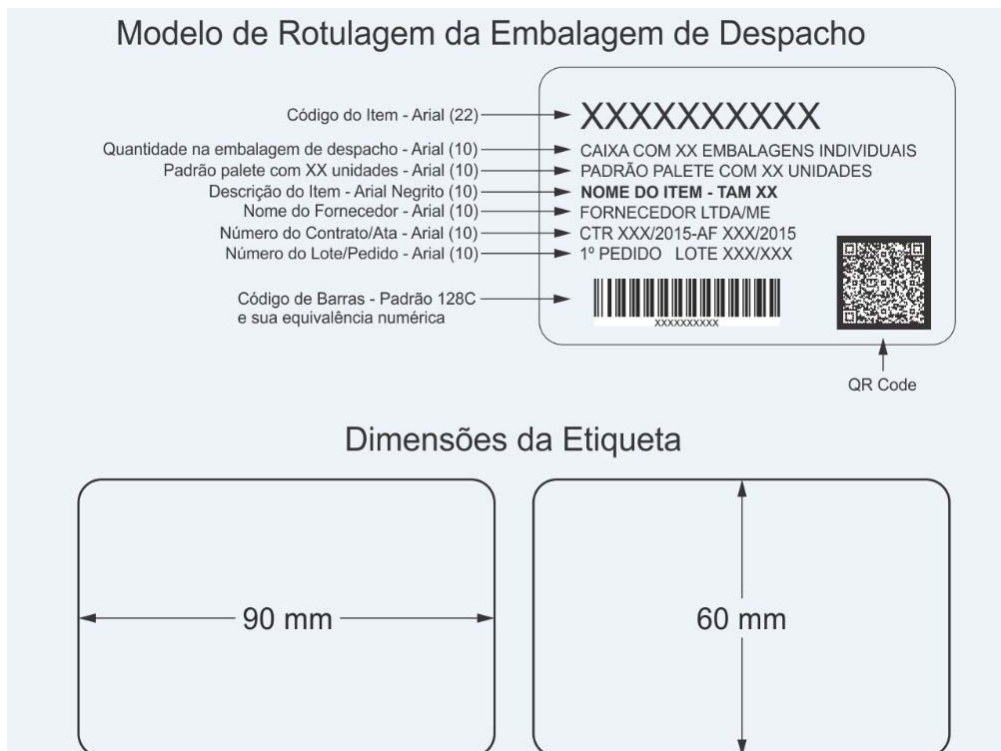 Modelo de Rotulagem da Embalagem de Despacho
Código do Item - Arial (22)
XXXXXXXXXX
Quantidade na embalagem de despacho - Arial (10)
CAIXA COM XX EMBALAGENS INDIVIDUAIS
Padrão palete com XX unidades - Arial (10)
PADRÃO PALETE COM XX UNIDADES
Descrição do Item - Arial Negrito (10)
NOME DO ITEM - TAM XX
Nome do Fornecedor - Arial (10)
FORNECEDOR LTDA/ME
Número do Contrato/Ata - Arial (10)
CTR XXX/2015-AF XXX/2015
Número do Lote/Pedido - Arial (10)
1º PEDIDO LOTE XXX/XXX
Código de Barras - Padrão 128C
e sua equivalência numérica
XXXXXXXXXX
QR Code
Dimensões da Etiqueta
90 mm
60 mm